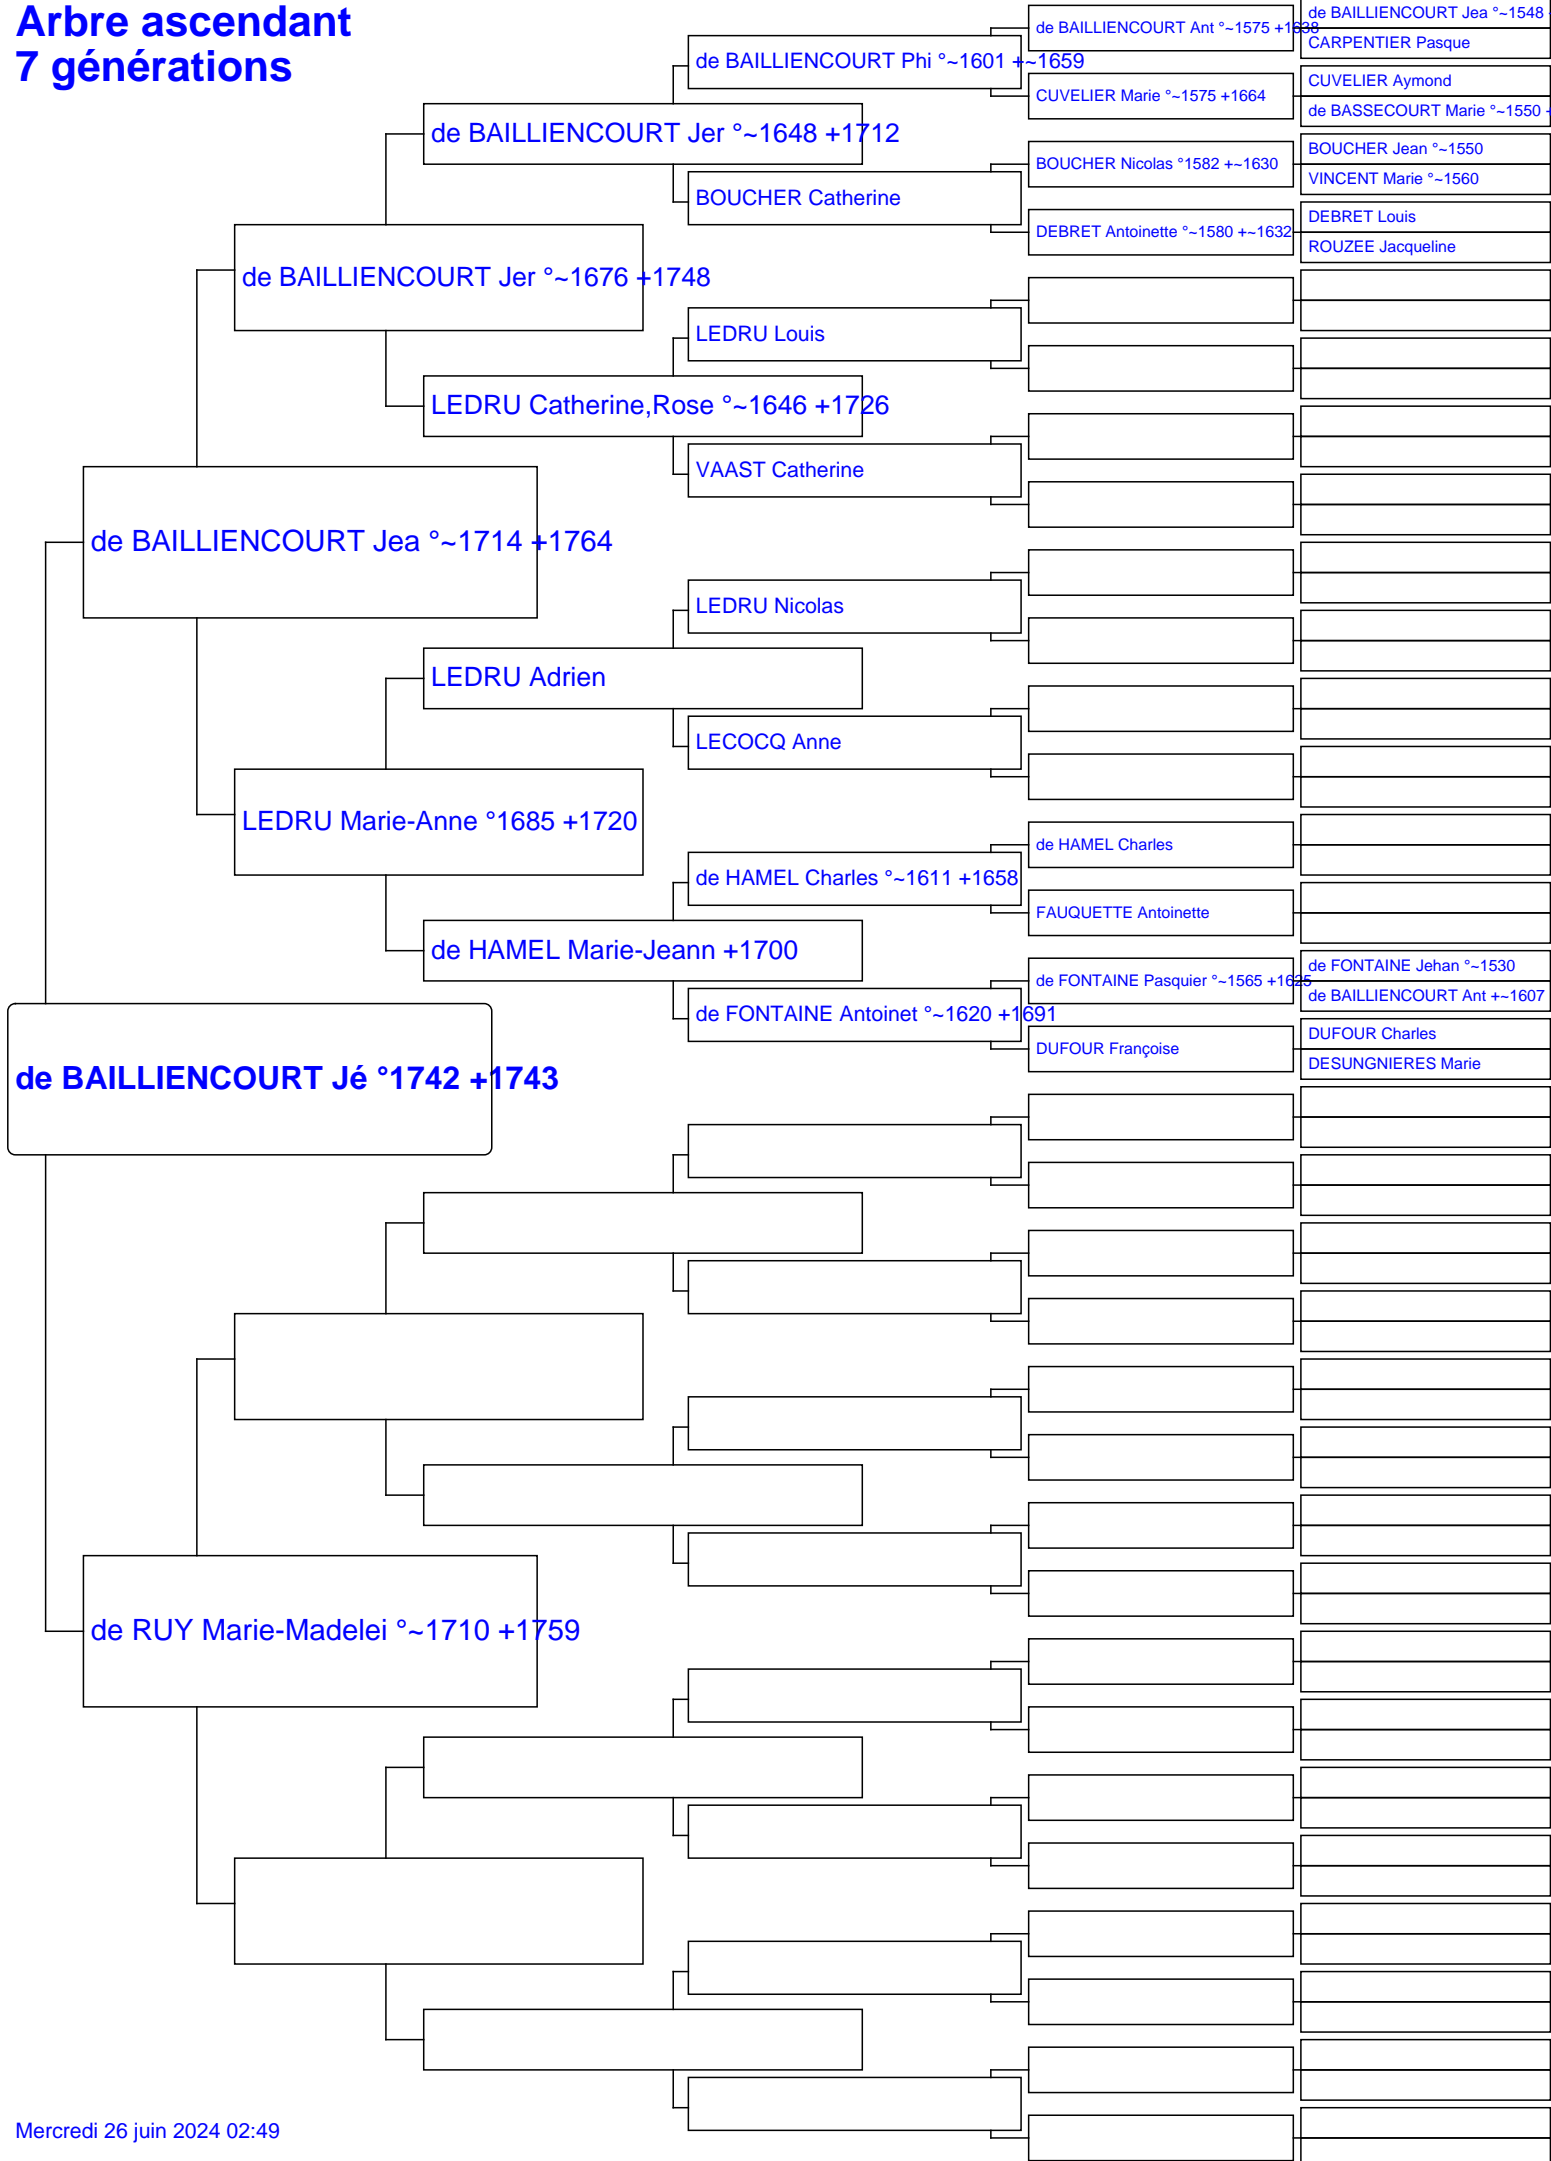 Arbre ascendant
7 générations
de BAILLIENCOURT Jea °~1548
de BAILLIENCOURT Ant °~1575 +1638
CARPENTIER Pasque
de BAILLIENCOURT Phi °~1601 +~1659
CUVELIER Aymond
CUVELIER Marie °~1575 +1664
de BASSECOURT Marie °~1550 +
de BAILLIENCOURT Jer °~1648 +1712
BOUCHER Jean °~1550
BOUCHER Nicolas °1582 +~1630
VINCENT Marie °~1560
BOUCHER Catherine
DEBRET Louis
DEBRET Antoinette °~1580 +~1632
ROUZEE Jacqueline
de BAILLIENCOURT Jer °~1676 +1748
LEDRU Louis
LEDRU Catherine,Rose °~1646 +1726
VAAST Catherine
de BAILLIENCOURT Jea °~1714 +1764
LEDRU Nicolas
LEDRU Adrien
LECOCQ Anne
LEDRU Marie-Anne °1685 +1720
de HAMEL Charles
de HAMEL Charles °~1611 +1658
FAUQUETTE Antoinette
de HAMEL Marie-Jeann +1700
de FONTAINE Jehan °~1530
de FONTAINE Pasquier °~1565 +1625
de BAILLIENCOURT Ant +~1607
de FONTAINE Antoinet °~1620 +1691
DUFOUR Charles
DUFOUR Françoise
DESUNGNIERES Marie
de BAILLIENCOURT Jé °1742 +1743
de RUY Marie-Madelei °~1710 +1759
Mercredi 26 juin 2024 02:49